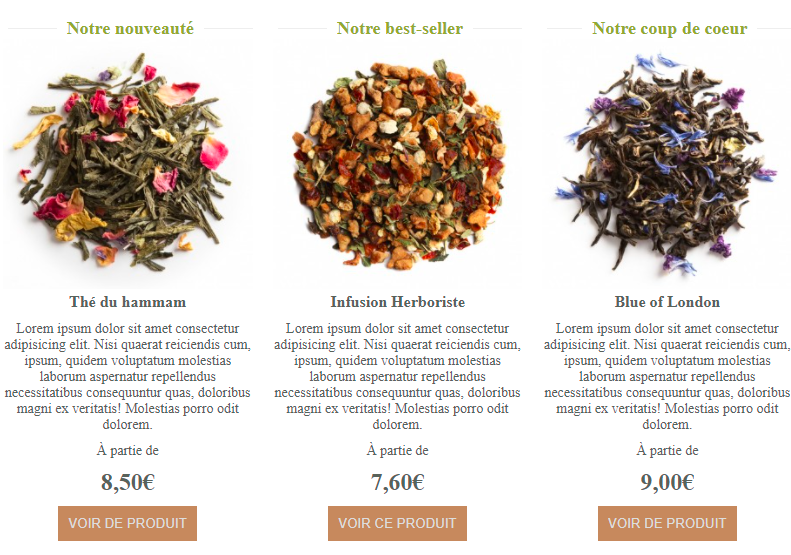 Notre nouveauté
Thé du hammam
Lorem ipsum dolor sit amet consectetur
adipisicing elit. Nisi quaerat reiciendis cum,
ipsum, quidem voluptatum molestias
laborum aspernatur repellendus
necessitatibus consequuntur quas, doloribus
magni ex veritatis! Molestias porro odit
dolorem.
À partie de
8,50€
VOIR DE PRODUIT
Notre best-seller
Infusion Herboriste
Lorem ipsum dolor sit amet consectetur
adipisicing elit. Nisi quaerat reiciendis cum,
ipsum, quidem voluptatum molestias
laborum aspernatur repellendus
necessitatibus consequuntur quas, doloribus
magni ex veritatis! Molestias porro odit
dolorem.
À partie de
7,60€
VOIR CE PRODUIT
Notre coup de coeur
Blue of London
Lorem ipsum dolor sit amet consectetur
adipisicing elit. Nisi quaerat reiciendis cum,
ipsum, quidem voluptatum molestias
laborum aspernatur repellendus
necessitatibus consequuntur quas, doloribus
magni ex veritatis! Molestias porro odit
dolorem.
À partie de
9,00€
VOIR DE PRODUIT